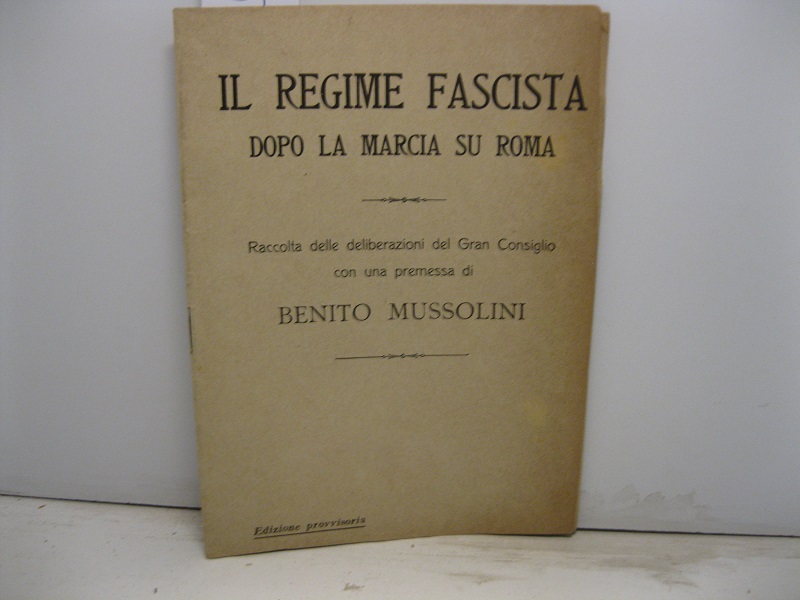 IL REGIME FASCISTA
DOPO LA MARCIA SU ROMA
Raccolta delle deliberazioni del Gran Consiglio
con una premessa di
BENITO MUSSOLINI
Edizione provvisoria